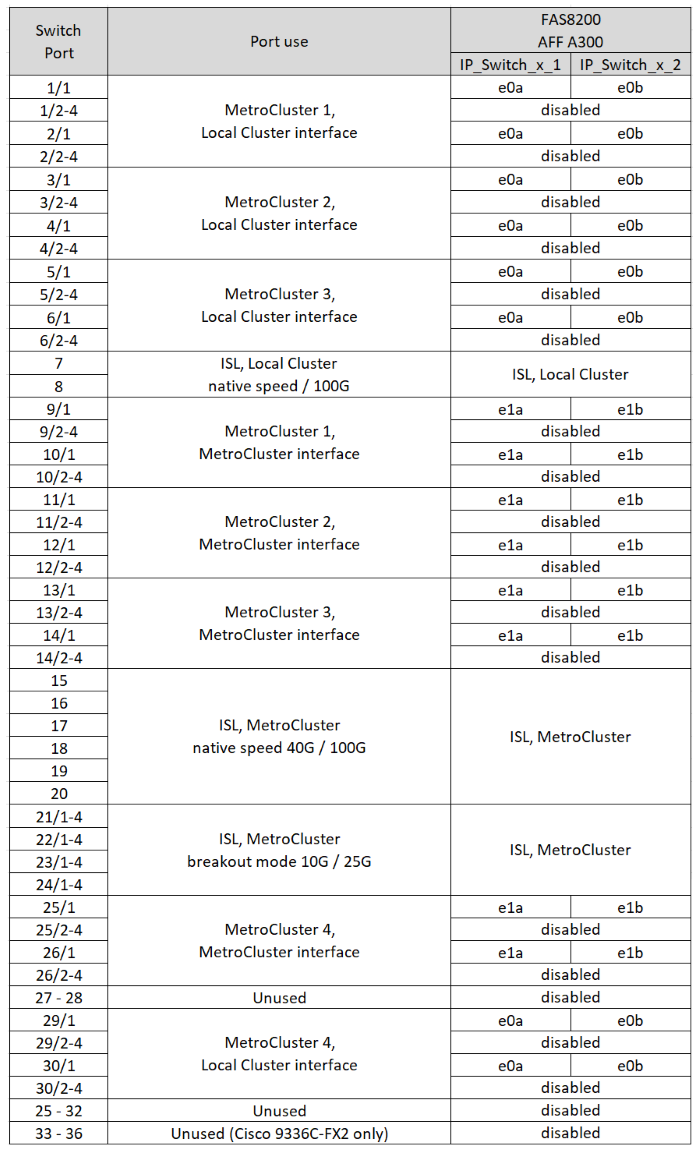 Switch
Port
Port use
FAS8200
AFF A300
IP_Switch_x_1 IP_Switch_x_2
1/1 e0a e0b
1/2-4 disabled
MetroCluster 1,
Local Cluster interface
2/1 e0a e0b
2/2-4 disabled
3/1 e0a e0b
3/2-4 disabled
MetroCluster 2,
Local Cluster interface
4/1 e0a e0b
4/2-4 disabled
5/1 e0a e0b
5/2-4 disabled
MetroCluster 3,
Local Cluster interface
6/1 e0a e0b
6/2-4 disabled
7 ISL, Local Cluster
8 native speed / 100G
ISL, Local Cluster
9/1 e1a e1b
9/2-4 disabled
MetroCluster 1,
MetroCluster interface
10/1 e1a e1b
10/2-4 disabled
11/1 e1a e1b
11/2-4 disabled
MetroCluster 2,
MetroCluster interface
12/1 e1a e1b
12/2-4 disabled
13/1 e1a e1b
13/2-4 disabled
MetroCluster 3,
MetroCluster interface
14/1 e1a e1b
14/2-4 disabled
15
16
17
18
19
20
ISL, MetroCluster
native speed 40G / 100G
ISL, MetroCluster
21/1-4
22/1-4
23/1-4
24/1-4
ISL, MetroCluster
breakout mode 10G / 25G
ISL, MetroCluster
25/1 e1a e1b
25/2-4 disabled
MetroCluster 4,
MetroCluster interface
26/1 e1a e1b
26/2-4 disabled
27 - 28 Unused disabled
29/1 e0a e0b
29/2-4 disabled
MetroCluster 4,
Local Cluster interface
30/1 e0a e0b
30/2-4 disabled
25 - 32 Unused disabled
33 - 36 Unused (Cisco 9336C-FX2 only) disabled